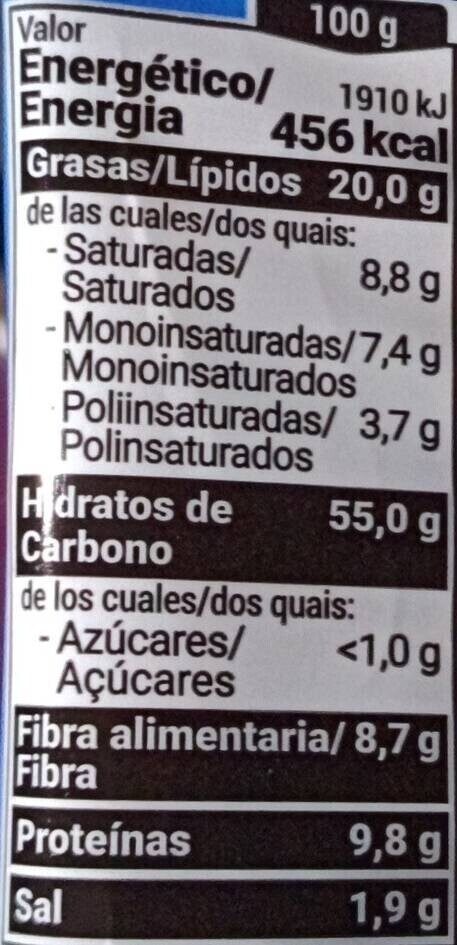 Valor 100 g
Energético/ 1910 kJ
Energia 456 kcal
Grasas/Lípidos 20,0 g
de las cuales/dos quais:
- Saturadas/ 8,8 g
Saturados
- Monoinsaturadas/ 7,4 g
Monoinsaturados
Poliinsaturadas/ 3,7 g
Polinsaturados
Hidratos de 55,0 g
Carbono
de los cuales/dos quais:
- Azúcares/ <1,0 g
Açúcares
Fibra alimentaria/ 8,7 g
Fibra
Proteínas 9,8 g
Sal 1,9 g